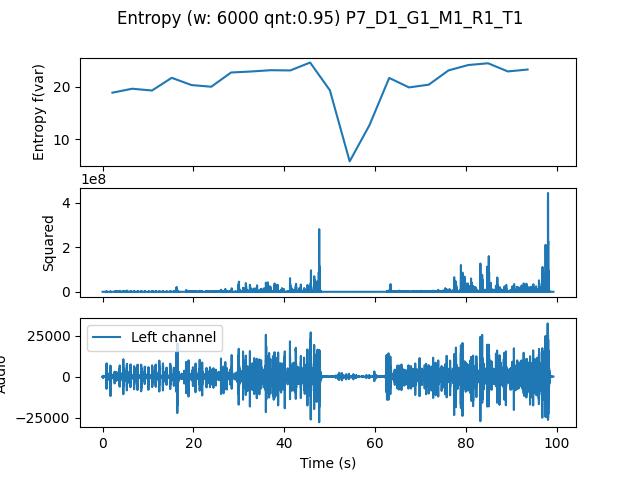 Entropy (w: 6000 qnt:0.95) P7_D1_G1_M1_R1_T1
Entropy f(var)
20
10
1e8
Squared
4
2
0
Audio
25000
0
−25000
Left channel
0 20 40 60 80 100
Time (s)